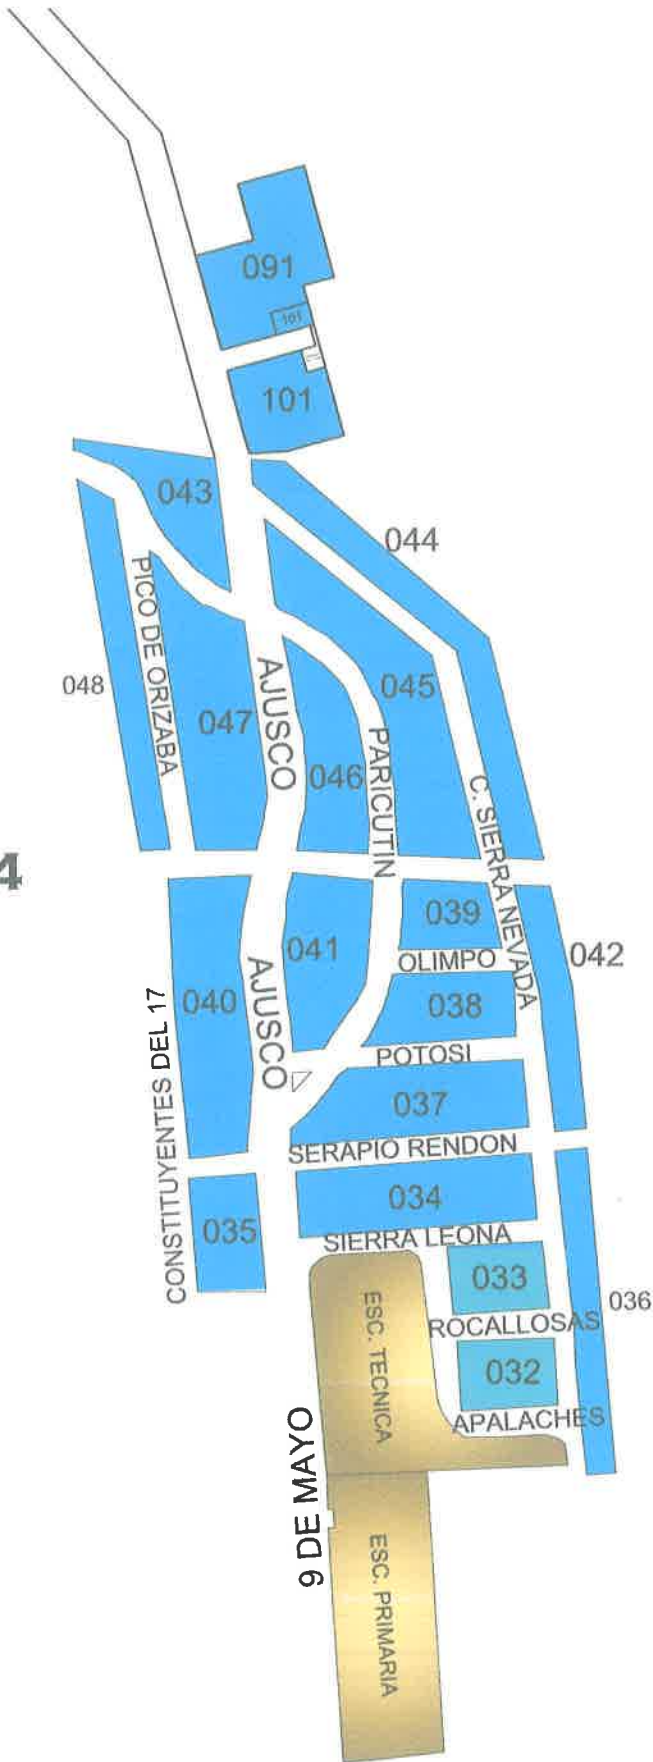 091
101
101
043
044
PICO DE ORIZABA
048
047
AJUSCO
046
PARICUTIN
045
C. SIERRA NEVADA
4
039
OLIMPO
042
041
040
AJUSCO
038
POTOSI
CONSTITUYENTES DEL 17
037
SERAPIO RENDON
034
035
SIERRA LEONA
033
036
ROCALLOSAS
032
APALACHES
ESC. TECNICA
9 DE MAYO
ESC. PRIMARIA